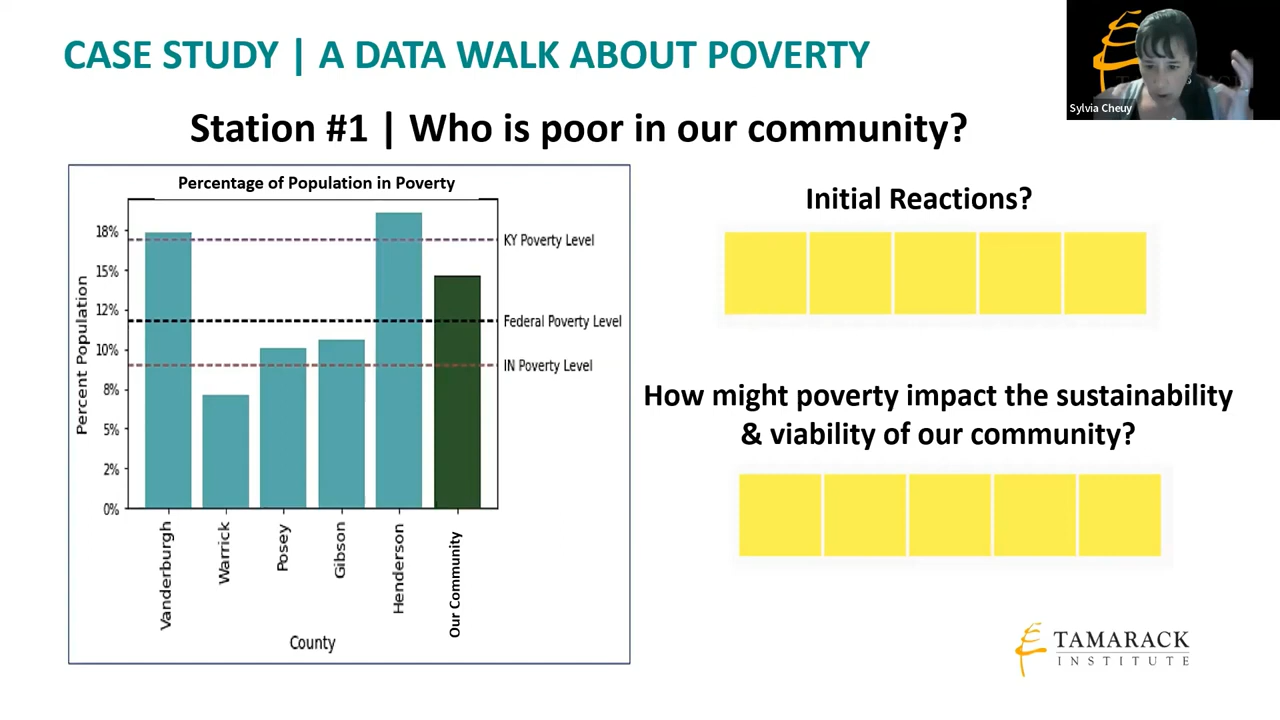 CASE STUDY | A DATA WALK ABOUT POVERTY
Sylvia Cheuy
Station #1 | Who is poor in our community?
Percentage of Population in Poverty
Percent Population
18%
15%
12%
10%
8%
5%
2%
0%
KY Poverty Level
Federal Poverty Level
IN Poverty Level
Vanderburgh
Warrick
Posey
Gibson
Henderson
Our Community
County
Initial Reactions?
How might poverty impact the sustainability
& viability of our community?
TAMARACK
INSTITUTE